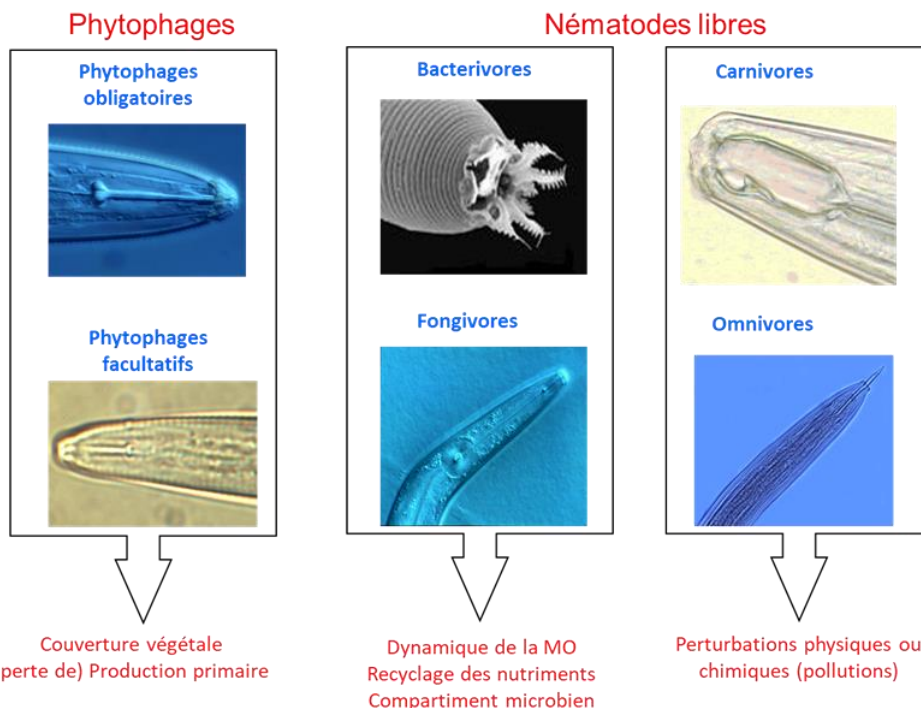 Phytophages
Nématodes libres
Phytophages
obligatoires
Phytophages
facultatifs
Couverture végétale
perte de) Production primaire
Bacterivores
Fongivores
Dynamique de la MO
Recyclage des nutriments
Compartiment microbien
Carnivores
Omnivores
Perturbations physiques ou
chimiques (pollutions)